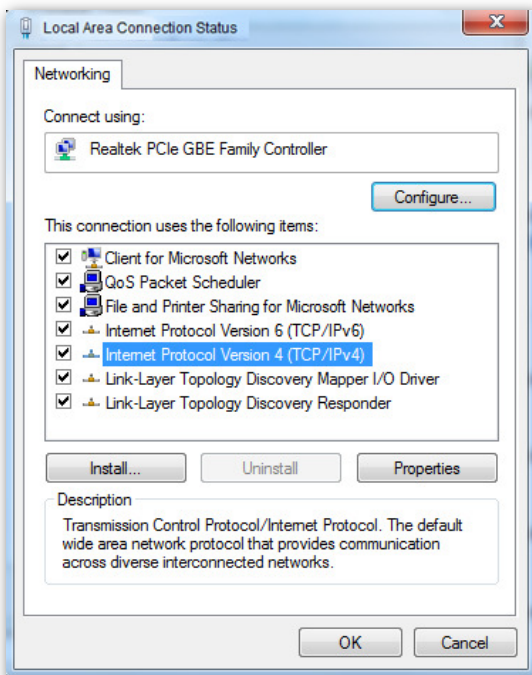 Local Area Connection Status
Networking
Connect using:
Realtek PCIe GBE Family Controller
Configure...
This connection uses the following items:
Client for Microsoft Networks
QoS Packet Scheduler
File and Printer Sharing for Microsoft Networks
Internet Protocol Version 6 (TCP/IPv6)
Internet Protocol Version 4 (TCP/IPv4)
Link-Layer Topology Discovery Mapper I/O Driver
Link-Layer Topology Discovery Responder
Install... Uninstall Properties
Description
Transmission Control Protocol/Internet Protocol. The default
wide area network protocol that provides communication
across diverse interconnected networks.
OK Cancel